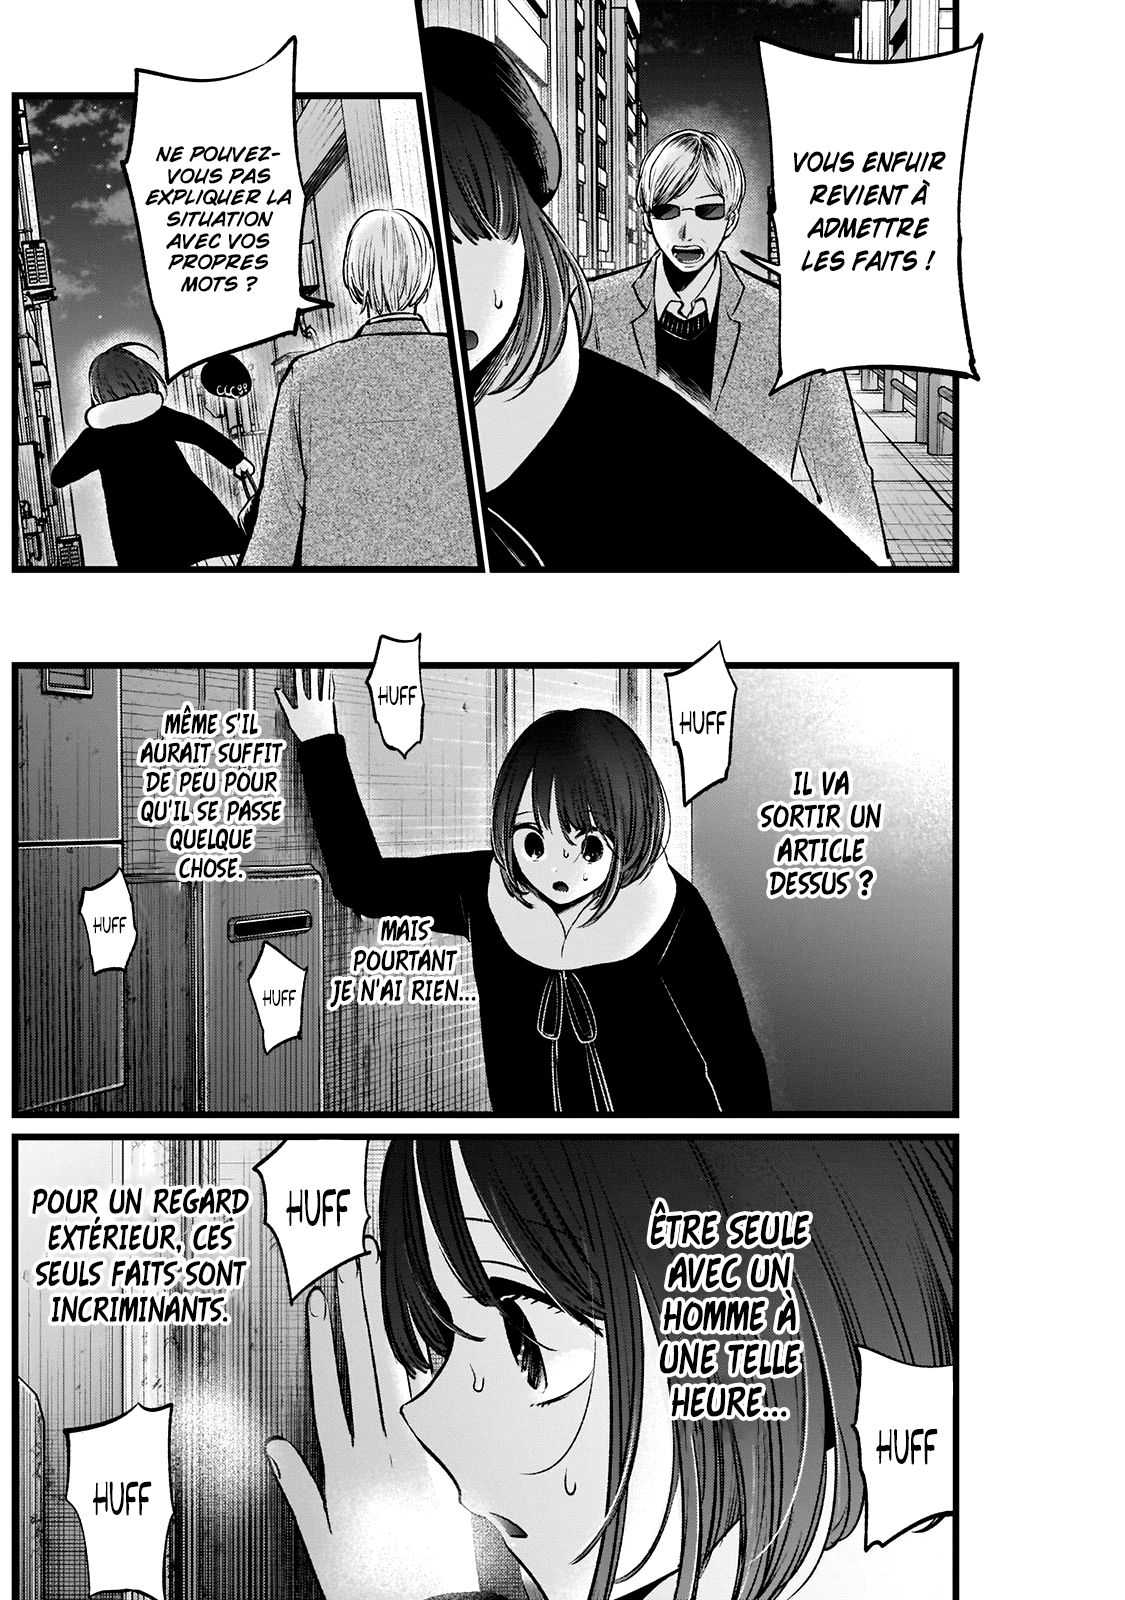 VOUS ENFUIR
REVIENT À
ADMETTRE
LES FAITS !
NE POUVEZ-
VOUS PAS
EXPLIQUER LA
SITUATION
AVEC VOS
PROPRES
MOTS ?
HUFF
HUFF
IL VA
SORTIR UN
ARTICLE
DESSUS ?
MAIS
POURTANT
JE N'AI RIEN...
MÊME S'IL
AURAIT SUFFIT
DE PEU POUR
QU'IL SE PASSE
QUELQUE
CHOSE.
HUFF
HUFF
ÊTRE SEULE
AVEC UN
HOMME À
UNE TELLE
HEURE...
HUFF
HUFF
POUR UN REGARD
EXTÉRIEUR, CES
SEULS FAITS SONT
INCRIMINANTS.
HUFF